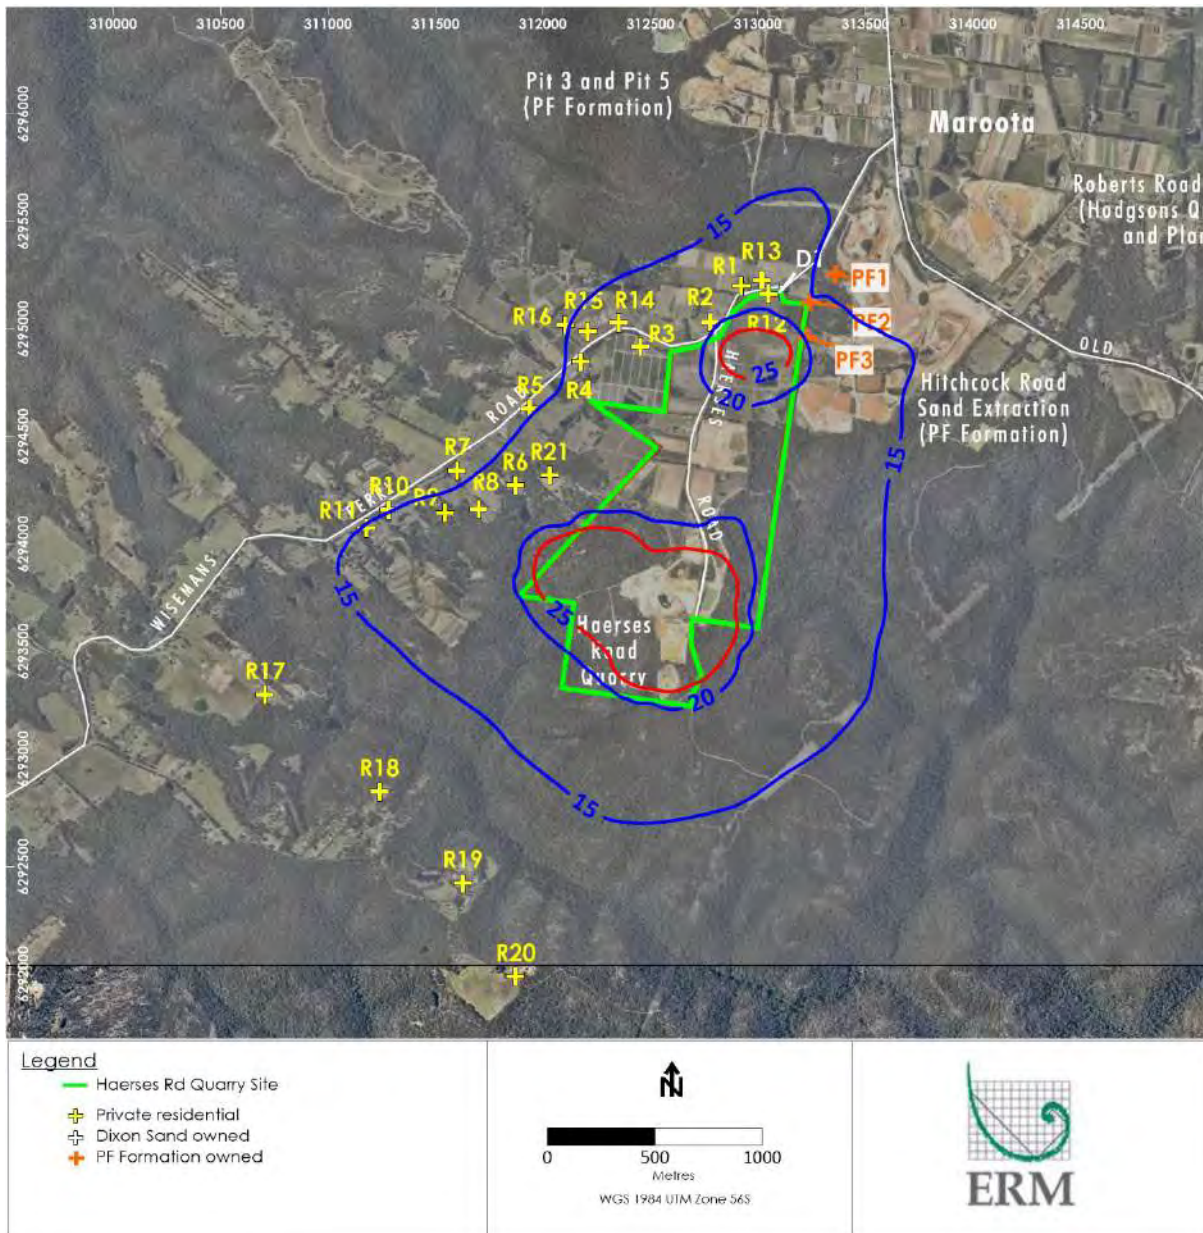 310000 310500 311000 311500 312000 312500 313000 313500 314000 314500
6296000
6295500
6295000
6294500
6294000
6293500
6293000
6292500
6292000
Pit 3 and Pit 5
(PF Formation)
Maroota
Roberts Road
(Hodgsons Q
and Pla
15
R13
R1
D1
PF1
R2
R14
R15
R16
R3
R12
PF2
PF3
OLD
25
20
HAERSES
R4
R5
ROAD
Hitchcock Road
Sand Extraction
(PF Formation)
15
R7
R6
R21
R8
R10
R9
R11
FERRY
ROAD
WISEMANS
15
25
Haerses
Road
Quarry
20
R17
R18
15
R19
R20
Legend
Haerses Rd Quarry Site
Private residential
Dixon Sand owned
PF Formation owned
N
0 500 1000
Metres
WGS 1984 UTM Zone 56S
ERM